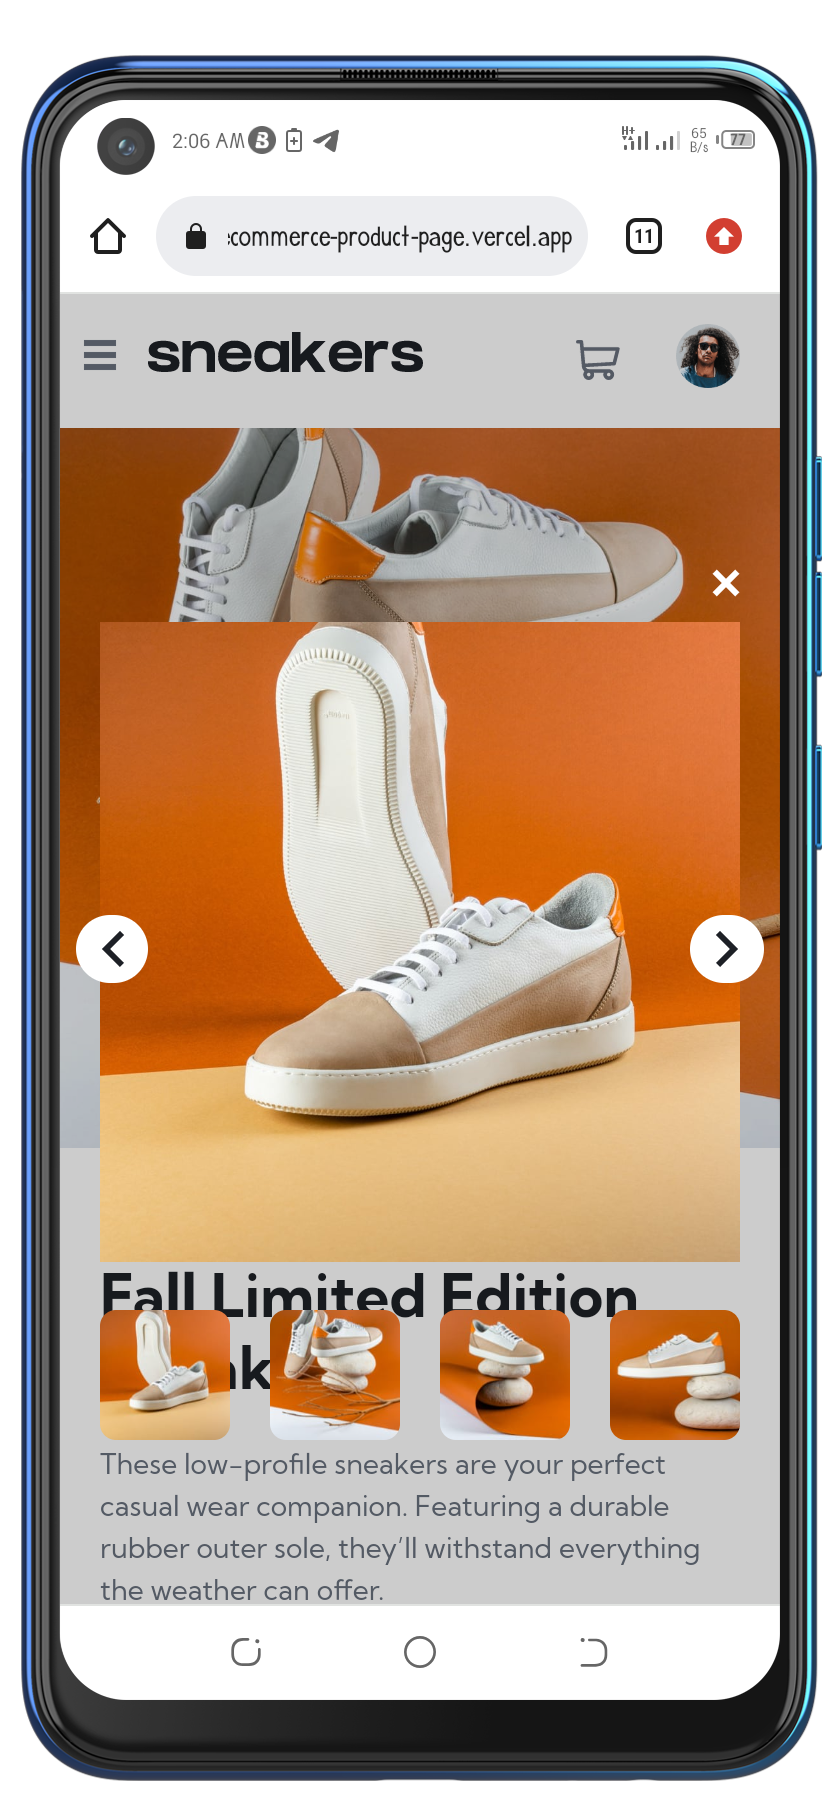 2:06 AM
H+
65
B/s
77
commerce-product-page.vercel.app
11
sneakers
Fall Limited Edition
These low-profile sneakers are your perfect
casual wear companion. Featuring a durable
rubber outer sole, they’ll withstand everything
the weather can offer.